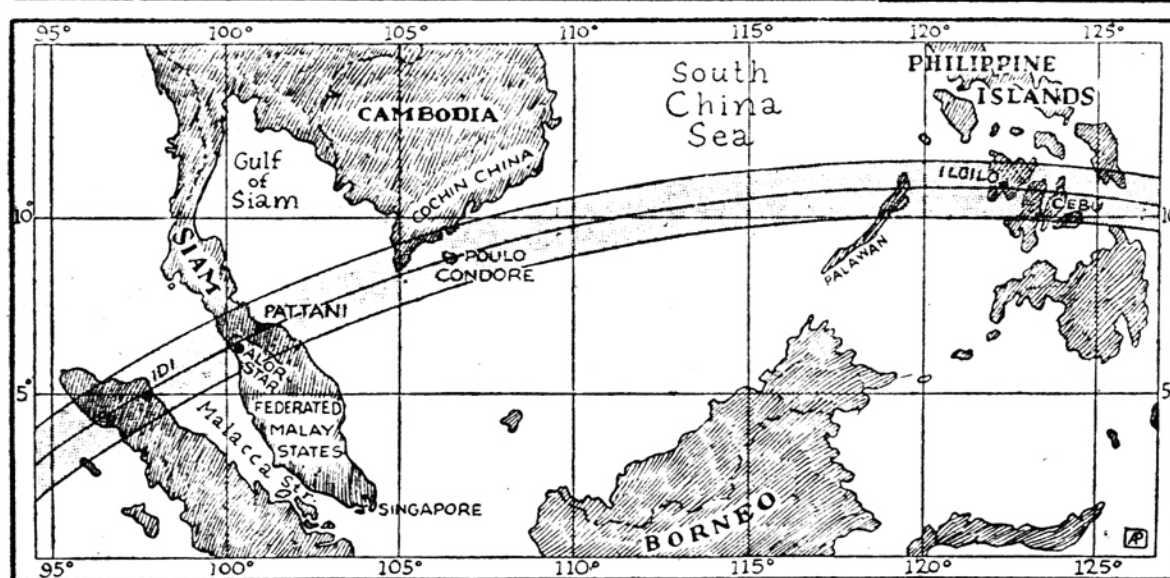 95° 100° 105° 110° 115° 120° 125°
South
China
Sea
PHILIPPINE
ISLANDS
CAMBODIA
Gulf
of
Siam
COCHIN CHINA
ILOILO
CEBU
10°
10
SIAM
POULO
CONDORE
PALAWAN
PATTANI
ALOR
STAR
IDI
5°
5
FEDERATED
MALAY
STATES
Malacca Str.
SINGAPORE
BORNEO
AP
95° 100° 105° 110° 115° 120° 125°